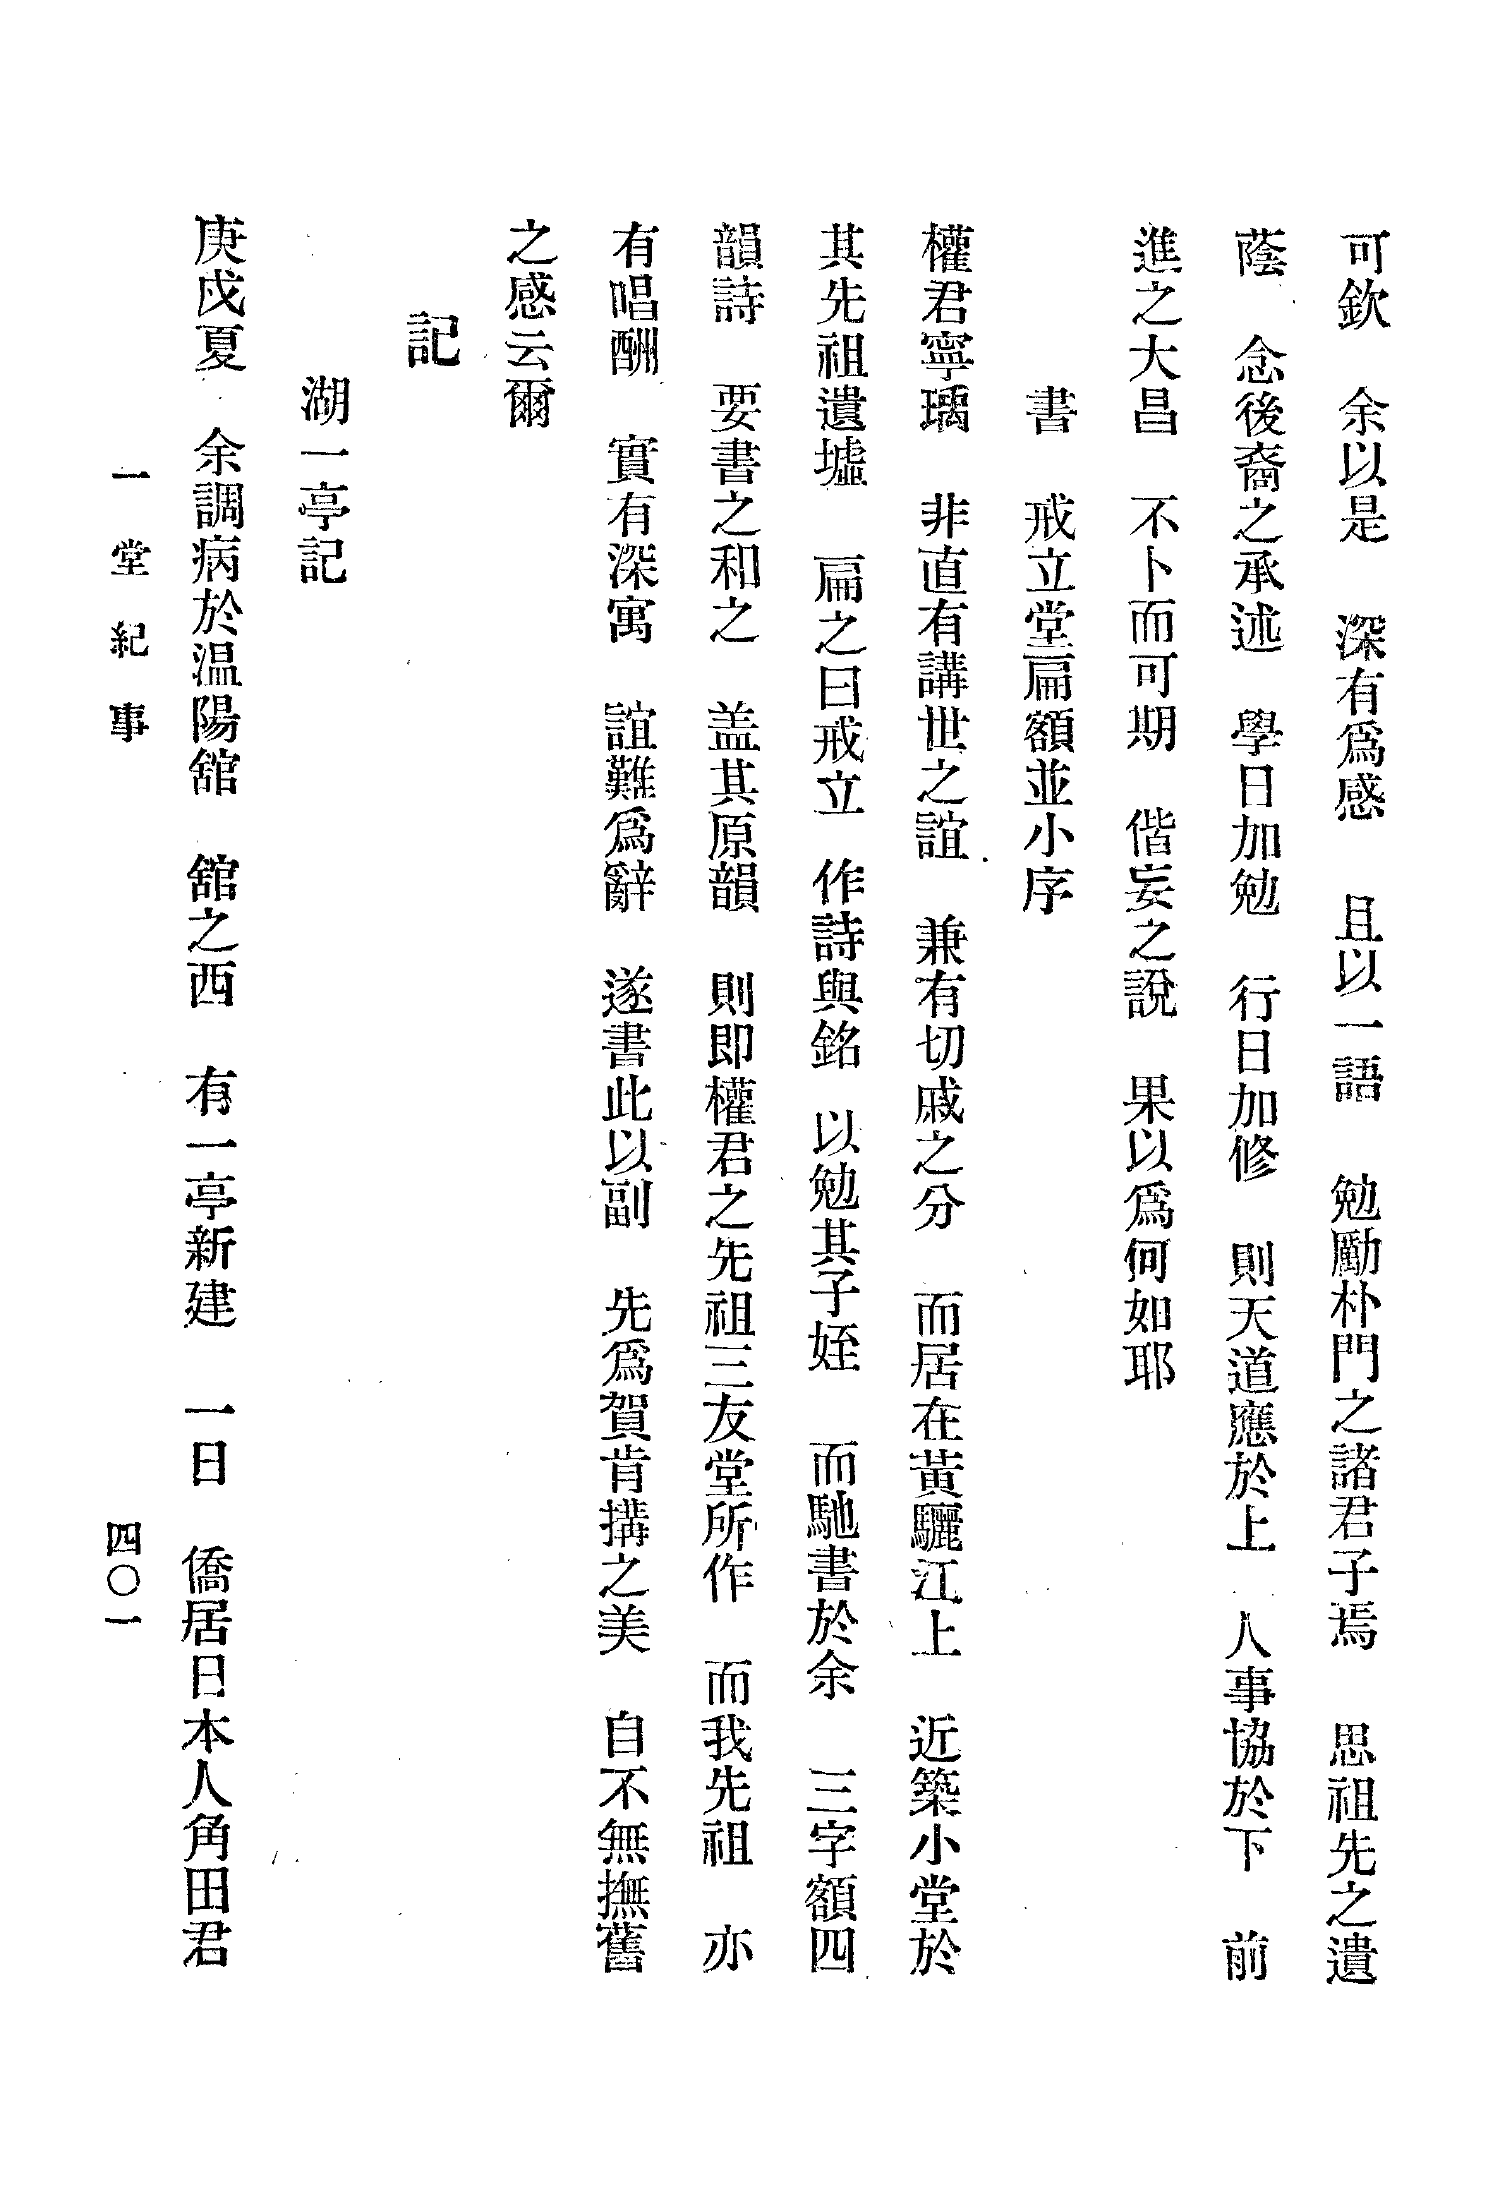 可欽　余以是　深有爲感　且以一語　勉勵朴門之諸君子焉　思祖先之遺
蔭　念後裔之承述　學日加勉　行日加修　則天道應於上　人事協於下　前
進之大昌　不卜而可期　偕妄之說　果以爲何如耶
書　戒立堂扁額並小序
權君寧瑀　非直有講世之誼　兼有切戚之分　而居在黃驪江上　近築小堂於
其先祖遺墟　扁之曰戒立　作詩與銘　以勉其子姪　而馳書於余　三字額四
韻詩　要書之和之　盖其原韻　則即權君之先祖三友堂所作　而我先祖　亦
有唱酬　實有深寓　誼難爲辭　遂書此以副　先爲賀肯搆之美　自不無撫舊
之感云爾
記
湖一亭記
庚戌夏　余調病於温陽舘　舘之西　有一亭新建　一日　僑居日本人角田君
一堂紀事
四〇一